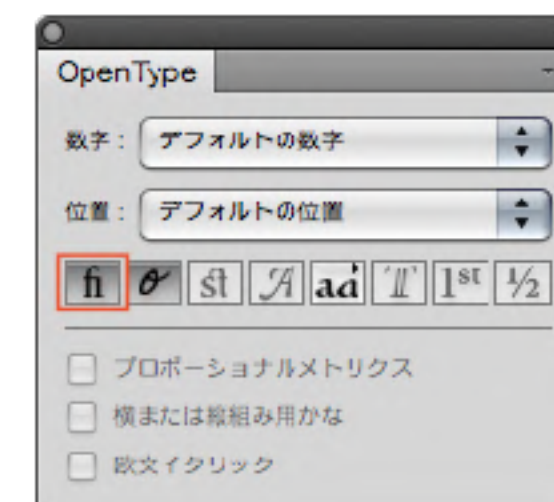 OpenType
数字： デフォルトの数字
位置： デフォルトの位置
fi O st A aa T 1st ½
プロポーショナルメトリクス
横または縦組み用かな
欧文イタリック